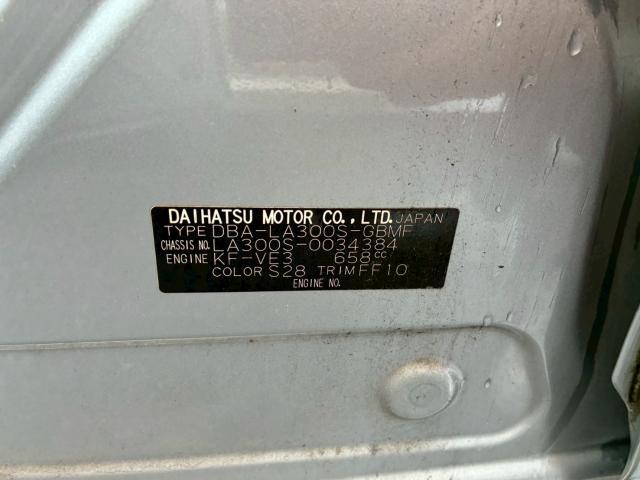 DAIHATSU MOTOR CO., LTD. JAPAN
TYPE DBA-LA300S-GBMF
CHASSIS NO. LA300S-0034384
ENGINE KF-VE3 658cc
COLOR S28 TRIM FF10
ENGINE NO.